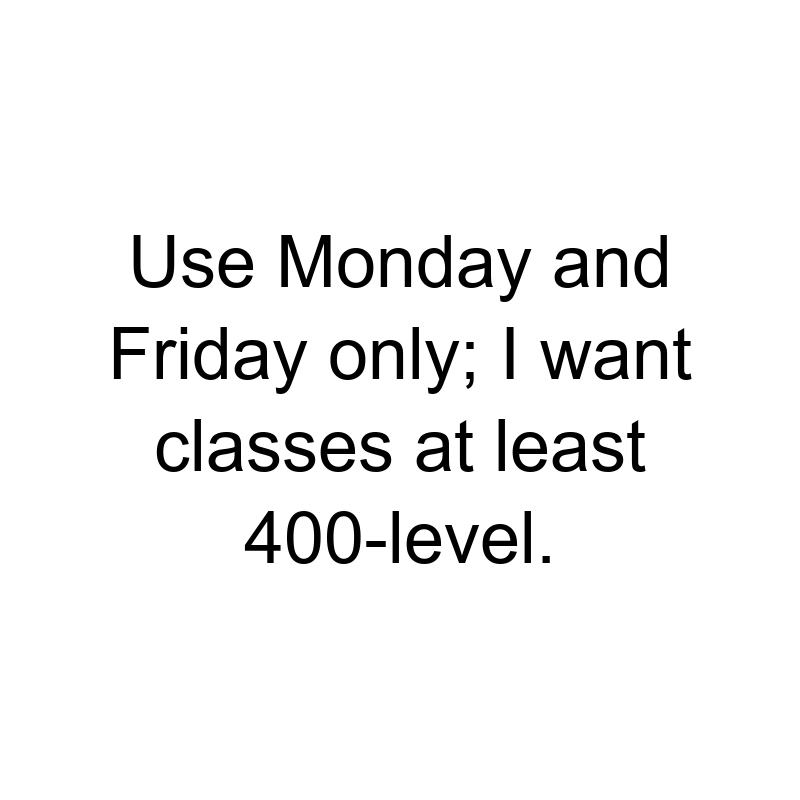 Use Monday and
Friday only; I want
classes at least
400-level.